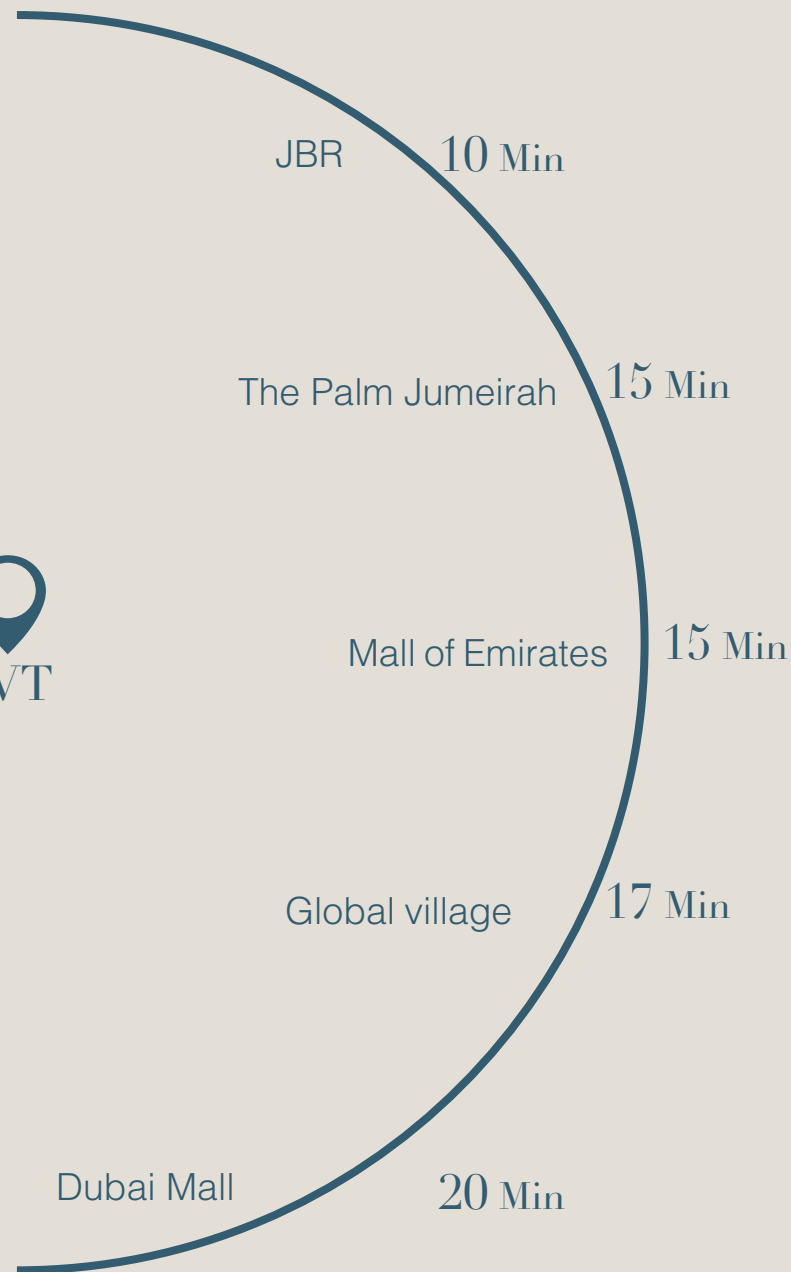 JBR 10 Min
The Palm Jumeirah 15 Min
Mall of Emirates 15 Min
VT
Global village 17 Min
Dubai Mall 20 Min